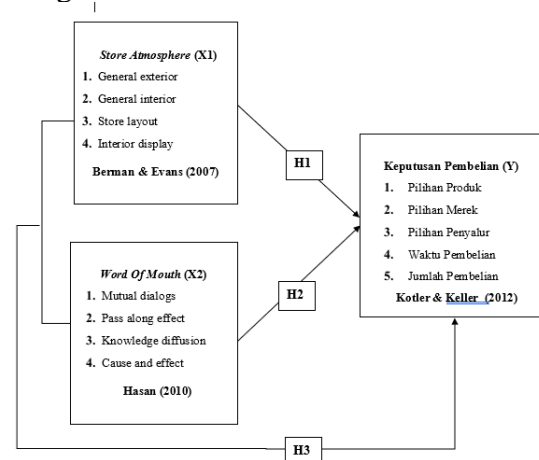 Store Atmosphere (X1)
1. General exterior
2. General interior
3. Store layout
4. Interior display
Berman & Evans (2007)
H1
Keputusan Pembelian (Y)
1. Pilihan Produk
2. Pilihan Merek
3. Pilihan Penyalur
4. Waktu Pembelian
5. Jumlah Pembelian
Kotler & Keller (2012)
Word Of Mouth (X2)
1. Mutual dialogs
2. Pass along effect
3. Knowledge diffusion
4. Cause and effect
Hasan (2010)
H2
H3